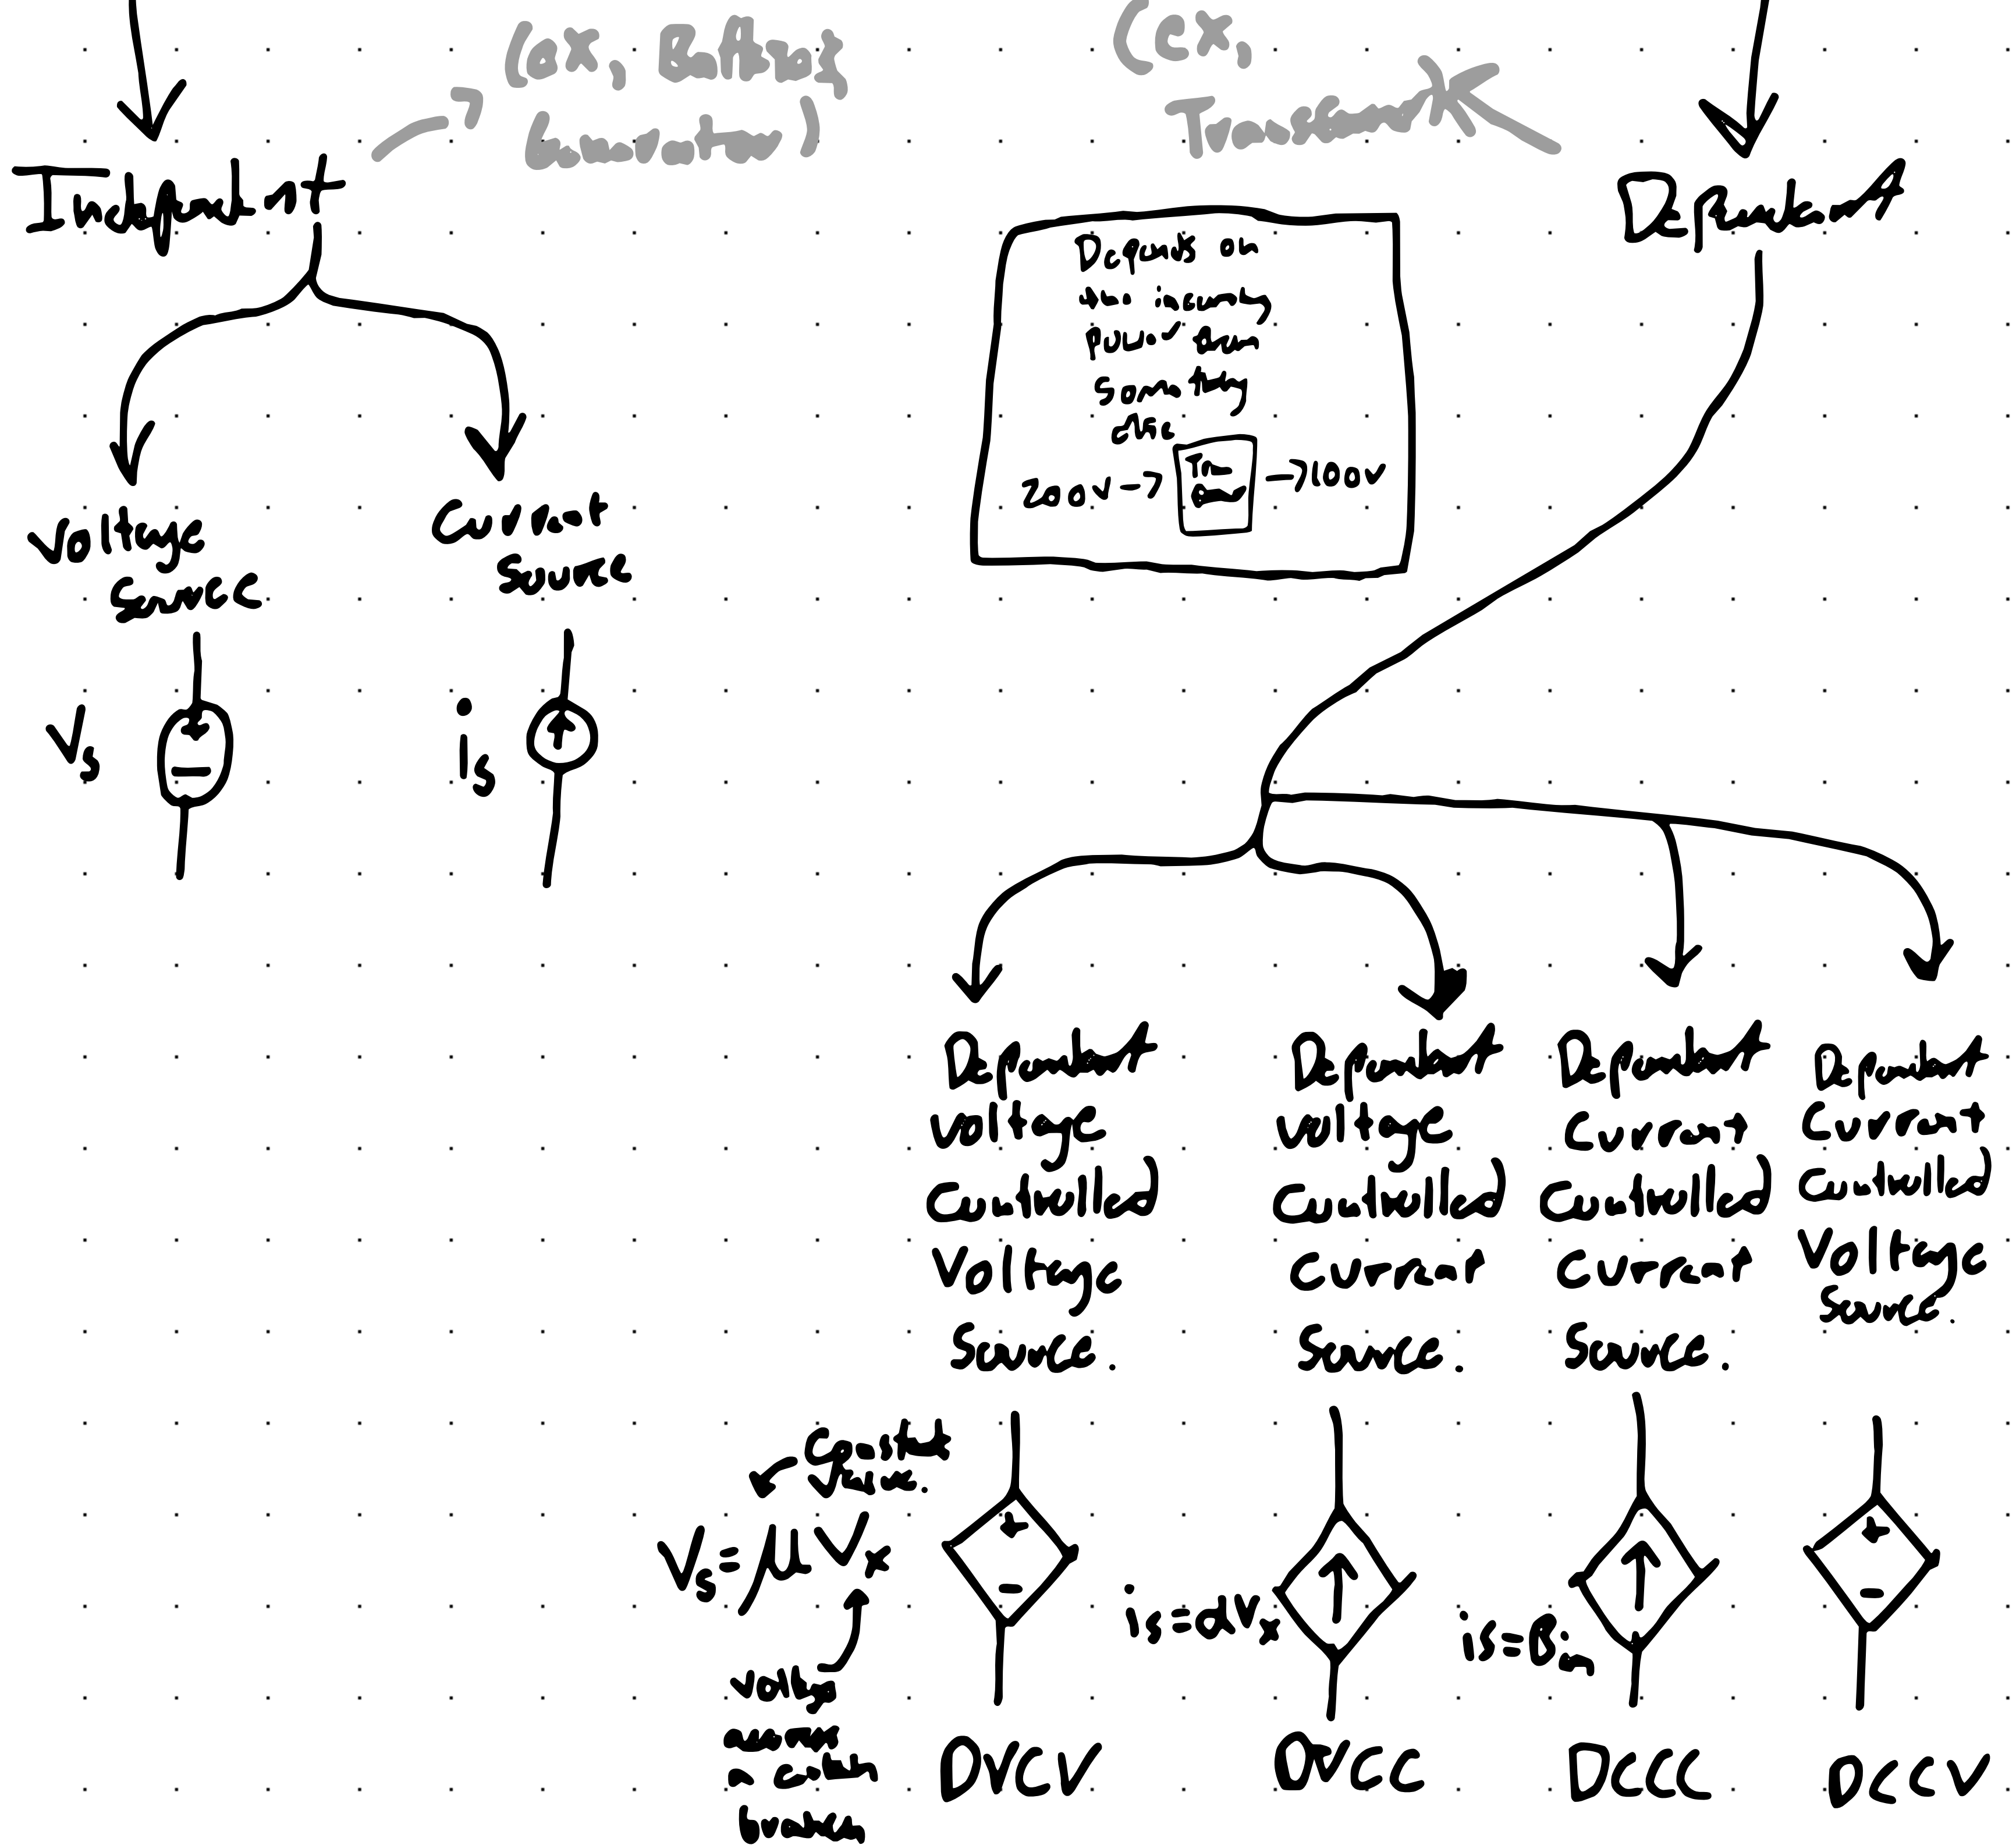 (ex, Battery
Generator)
(ex,
Independent
Dependent
Depends on
the incoming
power from
something
else
200v → → 100v
Voltage
Source
Current
Source
Vs
is
Dependent
Voltage
Controlled
Voltage
Source.
Dependent
Voltage
Controlled
Current
Source.
Dependent
Current
Controlled
Current
Source.
Dependent
Current
Controlled
Voltage
Source.
Constant
Value.
Vs=μVx
is=αVx
is=βi
voltage
across
a certain
branch
DVCV
DVCC
DCCC
DCCV